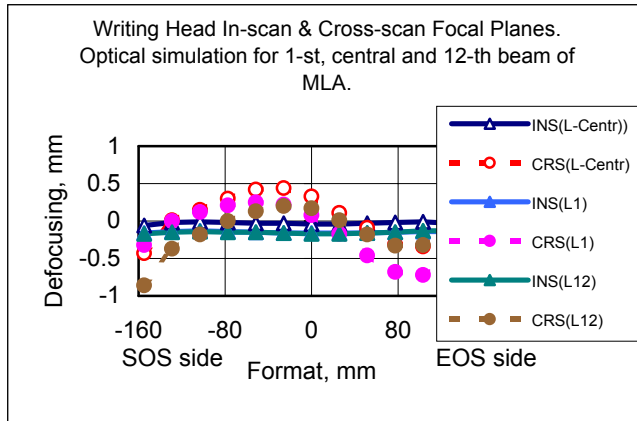 Writing Head In-scan & Cross-scan Focal Planes.
Optical simulation for 1-st, central and 12-th beam of
MLA.
Defocusing, mm
1
0.5
0
-0.5
-1
-160
-80
0
80
SOS side
Format, mm
EOS side
INS(L-Centr))
CRS(L-Centr)
INS(L1)
CRS(L1)
INS(L12)
CRS(L12)